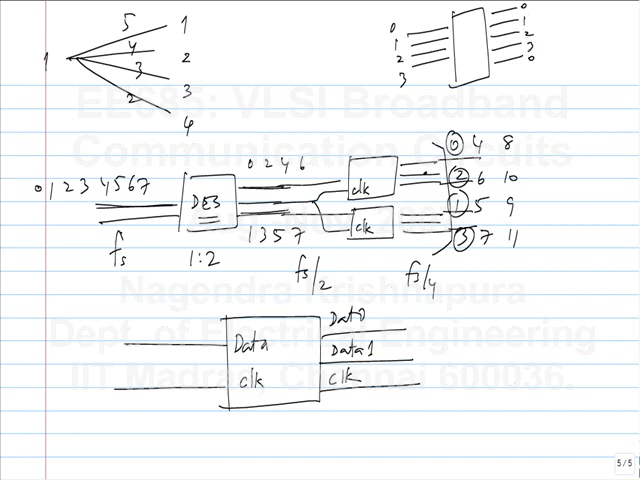 5 1
1 4 2
3 3
2 4
0 0
1 1
2 2
3 3
0
EE685: VLSI Broadband
Communication Circuits
Nagendra Krishnapura
Dept. of Electrical Engineering
IIT Madras, Chennai 600036.
0 4 8
0 2 4 6
clk 2 6 10
0 1 2 3 4 5 6 7 DES
1 5 9
clk
1 3 5 7 3 7 11
fs 1:2 fs/2 fs/4
Data0
Data Data1
clk clk
5/5